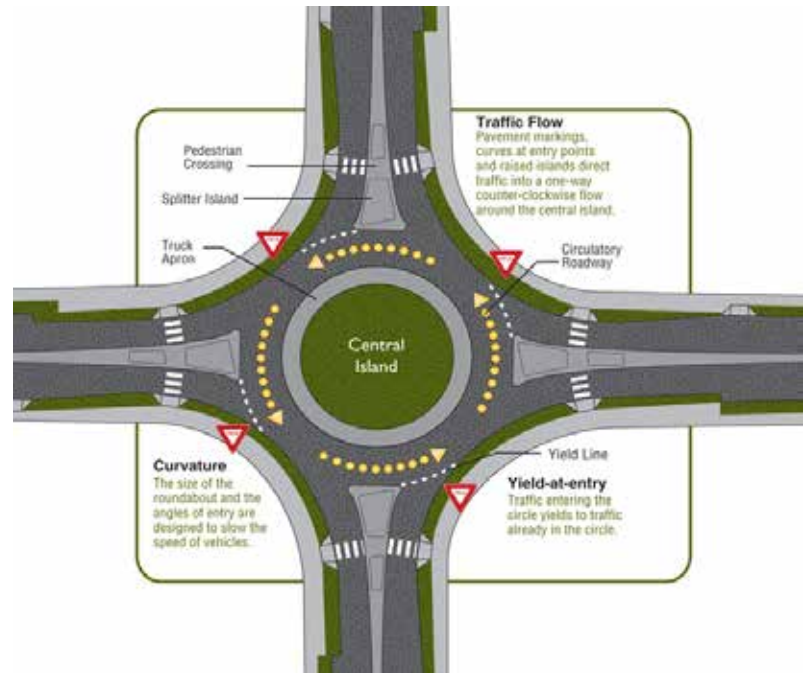 Traffic Flow
Pavement markings,
curves at entry points
and raised islands direct
traffic into a one-way
counter-clockwise flow
around the central island.
Pedestrian
Crossing
Splitter Island
Truck
Apron
Circulatory
Roadway
Central
Island
Yield Line
Curvature
The size of the
roundabout and the
angles of entry are
designed to slow the
speed of vehicles.
Yield-at-entry
Traffic entering the
circle yields to traffic
already in the circle.